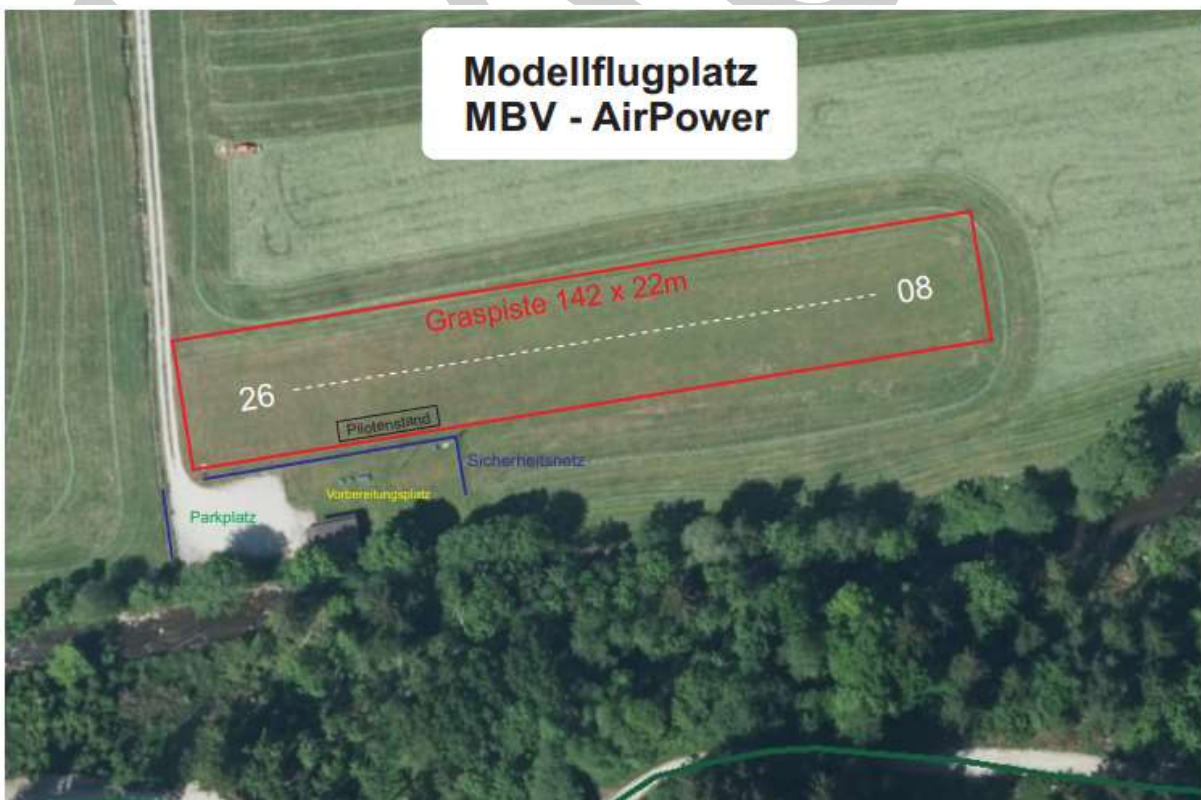 Modellflugplatz
MBV - AirPower
Graspiste 142 x 22m
08
26
Pilotenstand
Sicherheitsnetz
Vorbereitungsplatz
Parkplatz